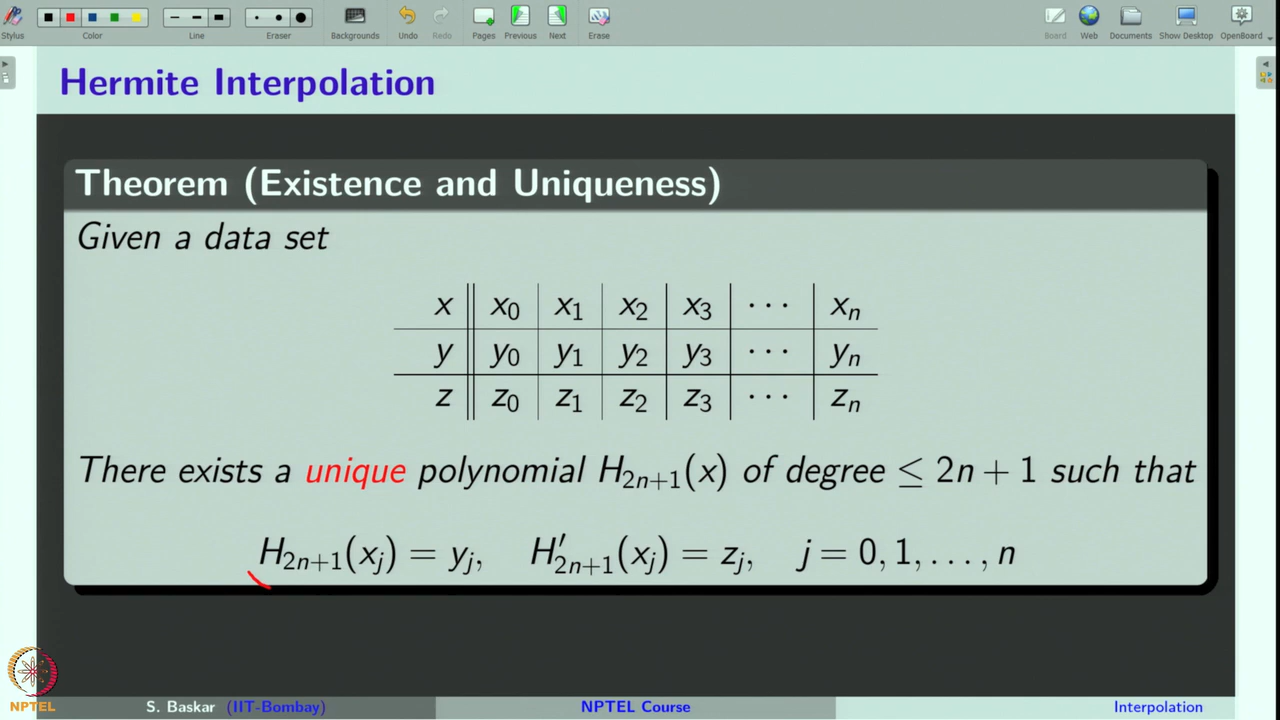 Stylus Color Line Eraser Backgrounds Undo Redo Pages Previous Next Erase Board Web Documents Show Desktop OpenBoard
Hermite Interpolation
Theorem (Existence and Uniqueness)
Given a data set
x x₀ x₁ x₂ x₃ ⋯ xₙ
y y₀ y₁ y₂ y₃ ⋯ yₙ
z z₀ z₁ z₂ z₃ ⋯ zₙ
There exists a unique polynomial H₂ₙ₊₁(x) of degree ≤ 2n + 1 such that
H₂ₙ₊₁(xⱼ) = yⱼ, H′₂ₙ₊₁(xⱼ) = zⱼ, j = 0, 1, . . . , n
NPTEL
S. Baskar (IIT-Bombay) NPTEL Course Interpolation